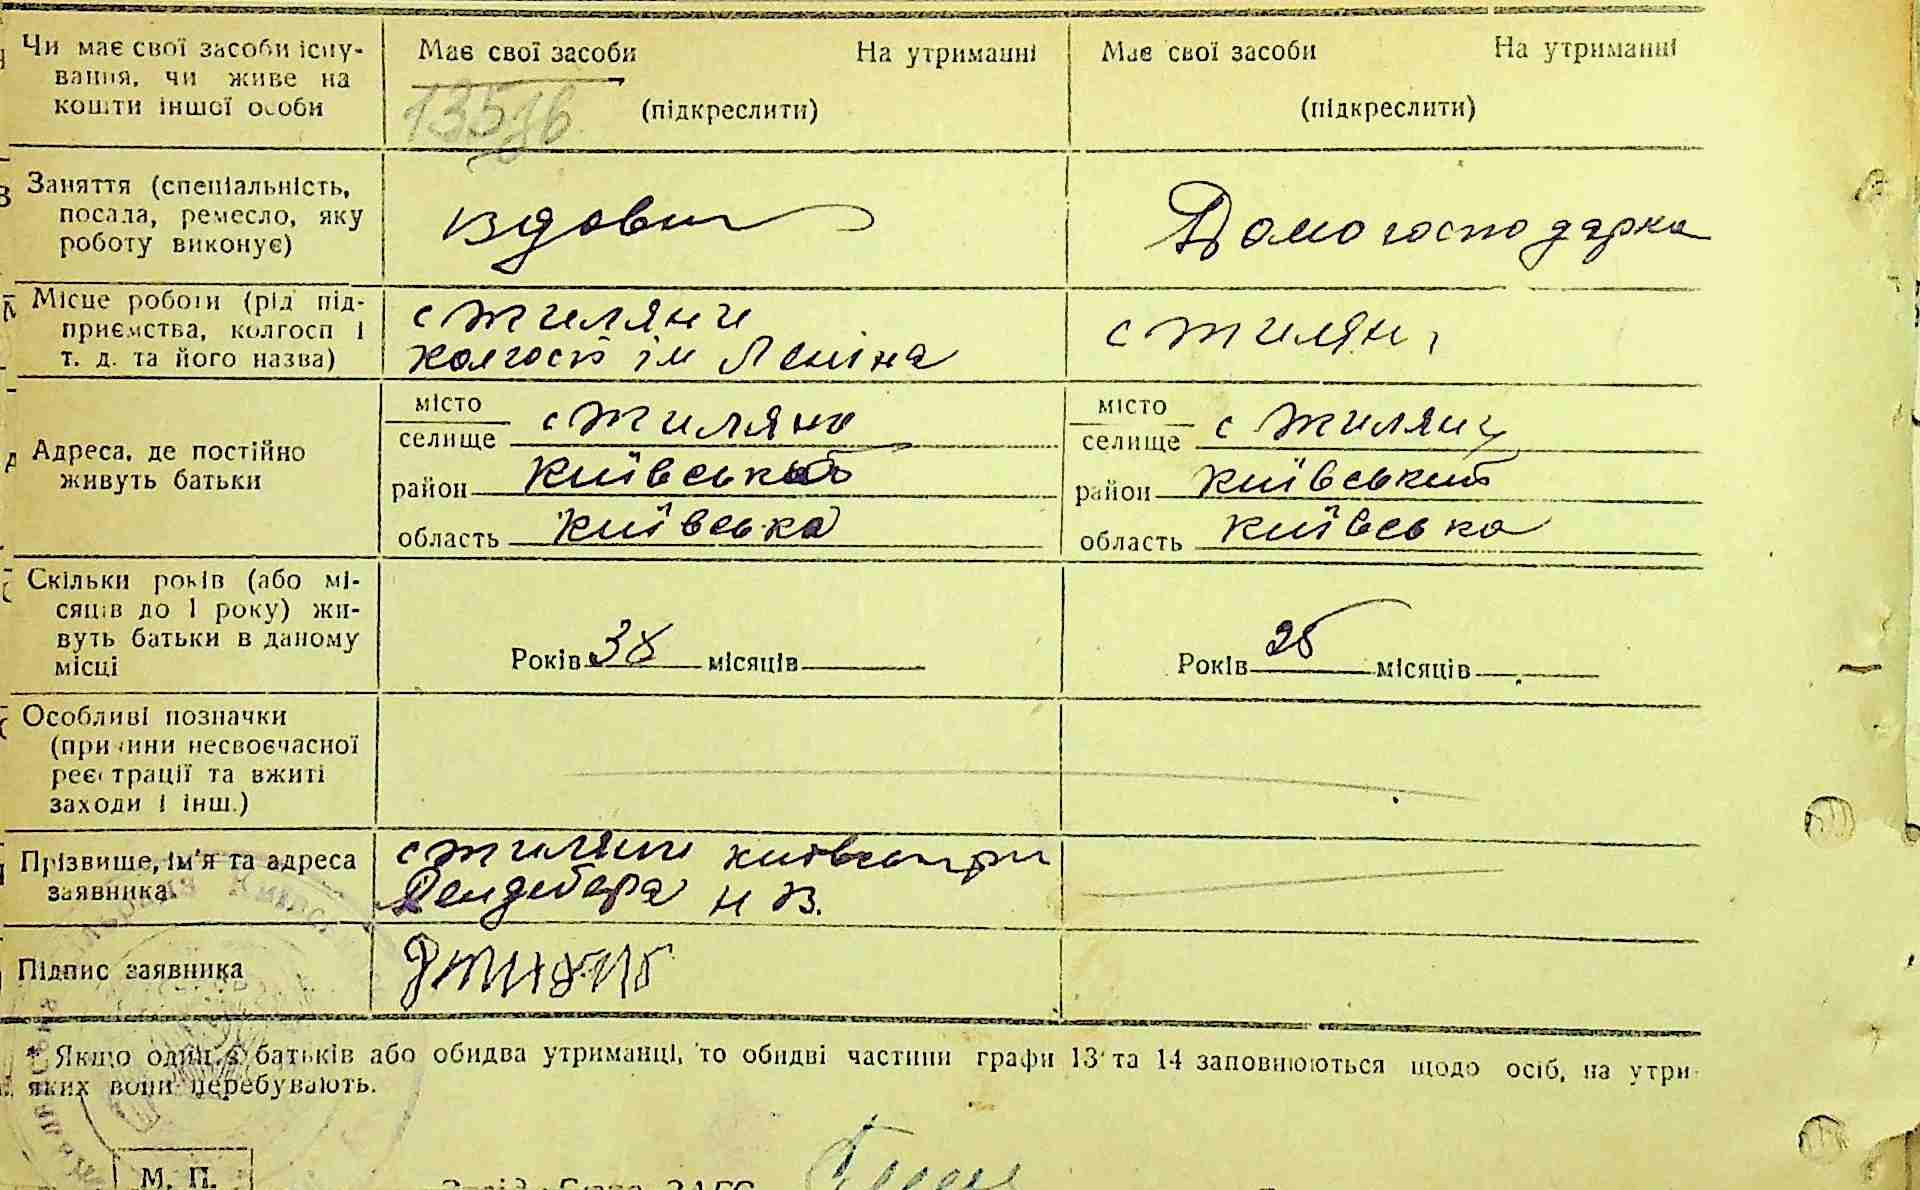 Чи має свої засоби існу-
вання, чи живе на
кошти іншої особи
Має свої засоби На утриманні
(підкреслити)
Має свої засоби На утриманні
(підкреслити)
Заняття (спеціальність,
посада, ремесло, яку
роботу виконує)
Домогосподарка
Місце роботи (рід під-
приємства, колгосп і
т. д. та його назва)
с Жиляни
колгосп ім Леніна
с Жиляни
Адреса, де постійно
живуть батьки
місто
селище с Жиляни
район Київський
область Київська
місто
селище с Жиляни
район Київський
область Київська
Скільки років (або мі-
сяців до 1 року) жи-
вуть батьки в даному
місці
Років 38 місяців
Років 25 місяців
Особливі позначки
(причини несвоєчасної
реєстрації та вжиті
заходи і інш.)
Прізвище, ім'я та адреса
заявника
с Жиляни
Н В.
Підпис заявника
* Якщо один з батьків або обидва утриманці, то обидві частини графи 13 та 14 заповнюються щодо осіб, на утри-
яких вони перебувають.
М. П.